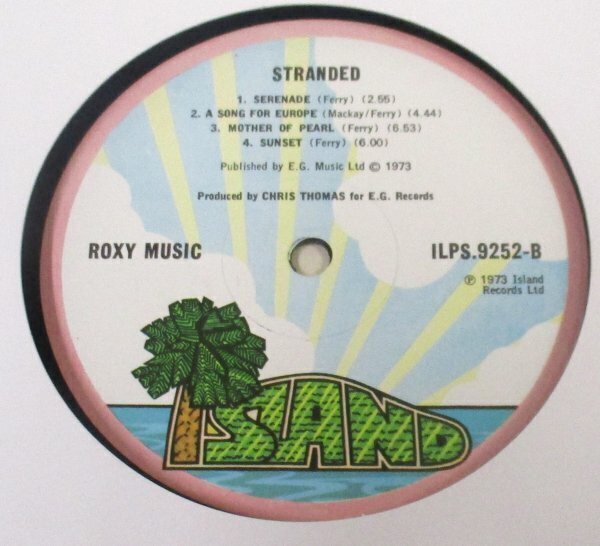 STRANDED
1. SERENADE (Ferry) (2.55)
2. A SONG FOR EUROPE (Mackay/Ferry) (4.44)
3. MOTHER OF PEARL (Ferry) (6.53)
4. SUNSET (Ferry) (6.00)
Published by E.G. Music Ltd © 1973
Produced by CHRIS THOMAS for E.G. Records
ROXY MUSIC
ILPS.9252-B
℗ 1973 Island
Records Ltd
ISLAND